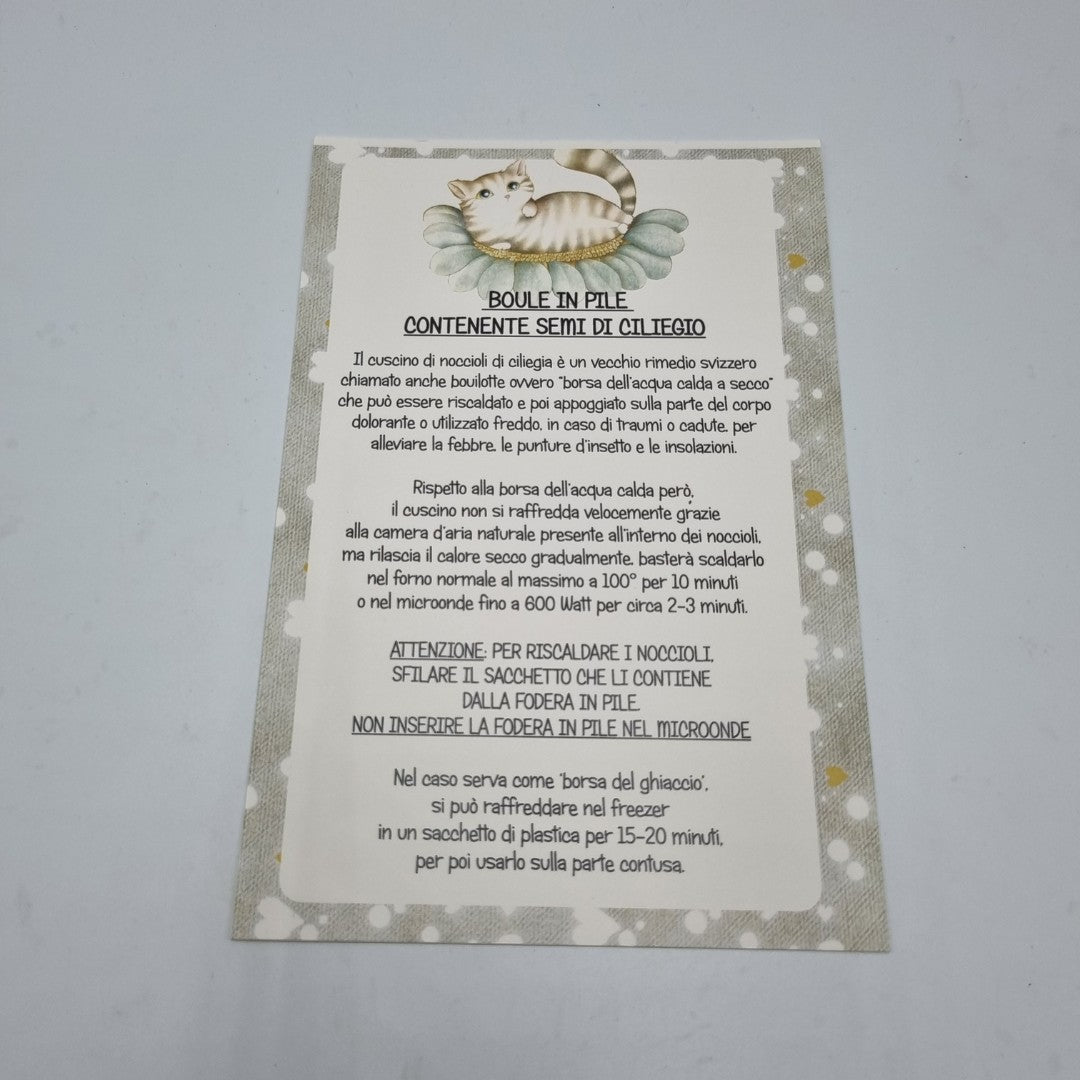 BOULE IN PILE
CONTENENTE SEMI DI CILIEGIO
Il cuscino di noccioli di ciliegia è un vecchio rimedio svizzero
chiamato anche bouilotte ovvero "borsa dell'acqua calda a secco"
che può essere riscaldato e poi appoggiato sulla parte del corpo
dolorante o utilizzato freddo, in caso di traumi o cadute, per
alleviare la febbre, le punture d'insetto e le insolazioni.
Rispetto alla borsa dell'acqua calda però,
il cuscino non si raffredda velocemente grazie
alla camera d'aria naturale presente all'interno dei noccioli,
ma rilascia il calore secco gradualmente, basterà scaldarlo
nel forno normale al massimo a 100° per 10 minuti
o nel microonde fino a 600 Watt per circa 2-3 minuti.
ATTENZIONE: PER RISCALDARE I NOCCIOLI,
SFILARE IL SACCHETTO CHE LI CONTIENE
DALLA FODERA IN PILE.
NON INSERIRE LA FODERA IN PILE NEL MICROONDE
Nel caso serva come 'borsa del ghiaccio',
si può raffreddare nel freezer
in un sacchetto di plastica per 15-20 minuti,
per poi usarlo sulla parte contusa.